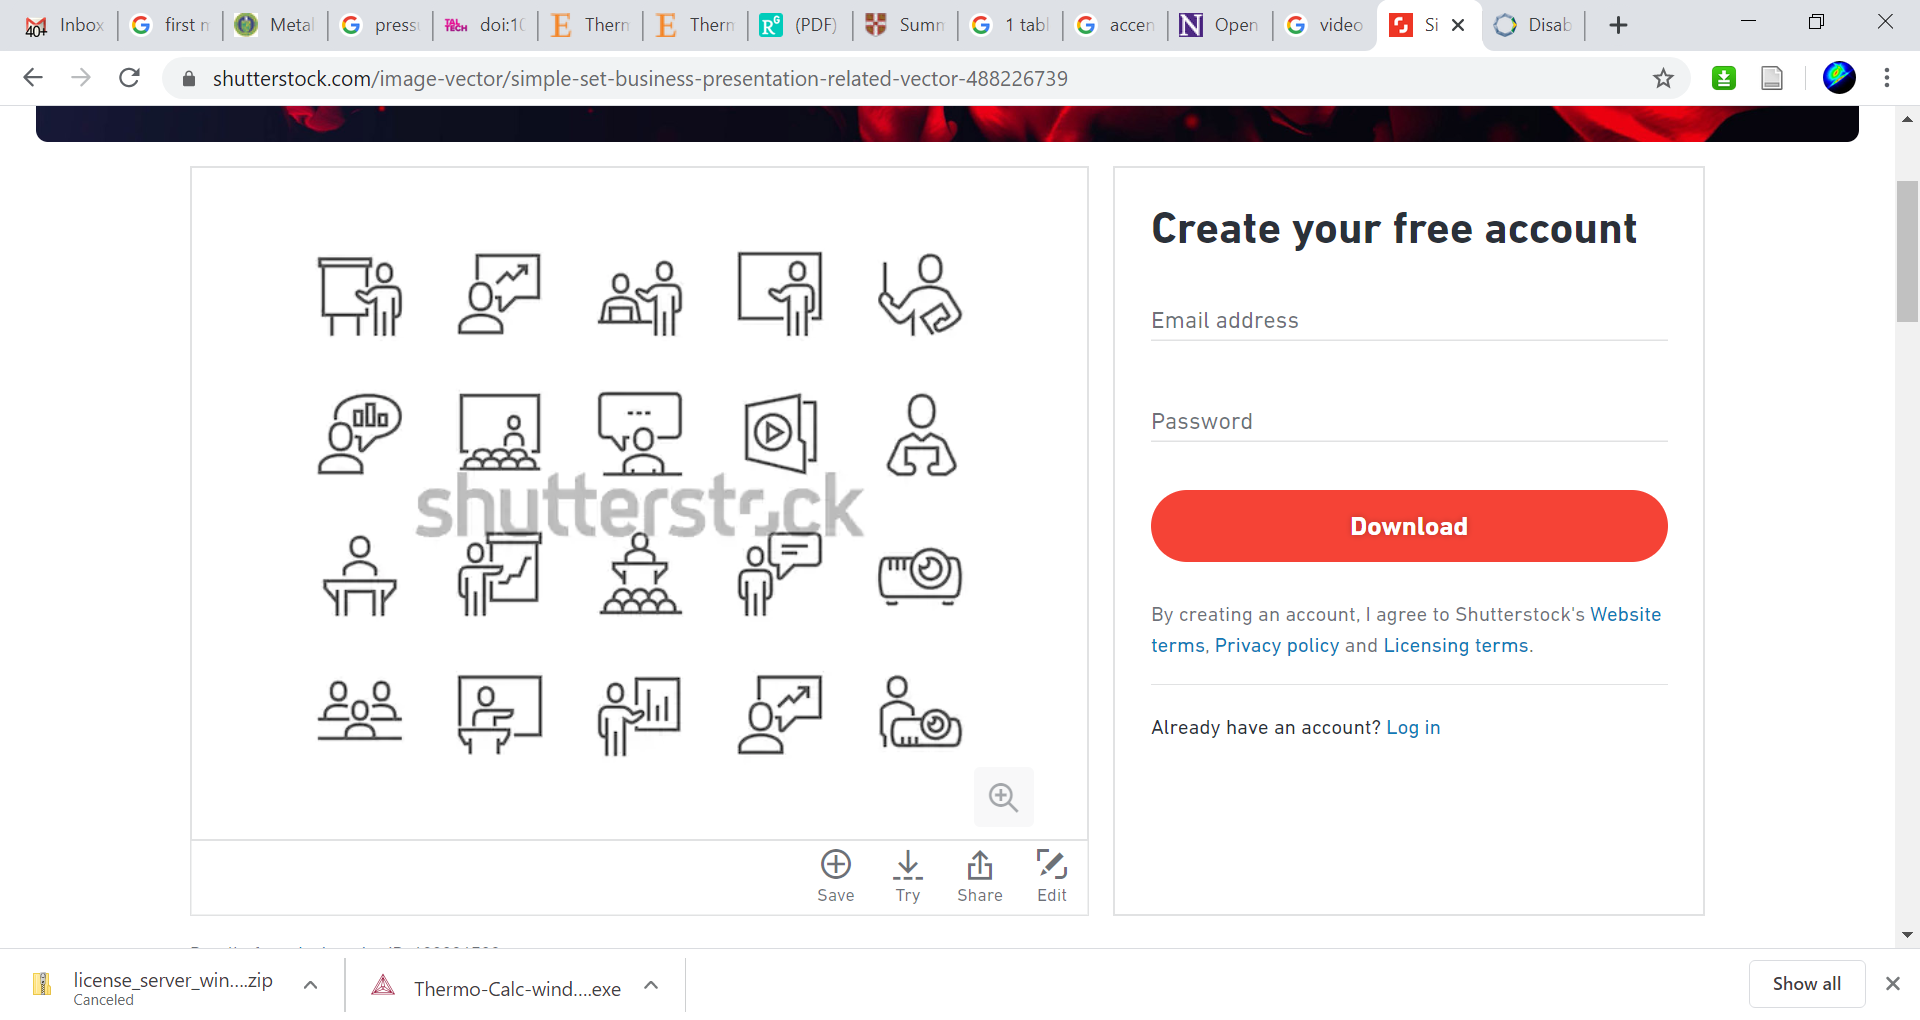 40+ Inbox
first
Metal
press
doi:10
Therm
Therm
(PDF)
Summ
1 tabl
accen
Open
video
Si
Disab
shutterstock.com/image-vector/simple-set-business-presentation-related-vector-488226739
shutterstock
Save
Try
Share
Edit
Create your free account
Email address
Password
Download
By creating an account, I agree to Shutterstock's Website
terms, Privacy policy and Licensing terms.
Already have an account? Log in
license_server_win....zip
Canceled
Thermo-Calc-wind....exe
Show all